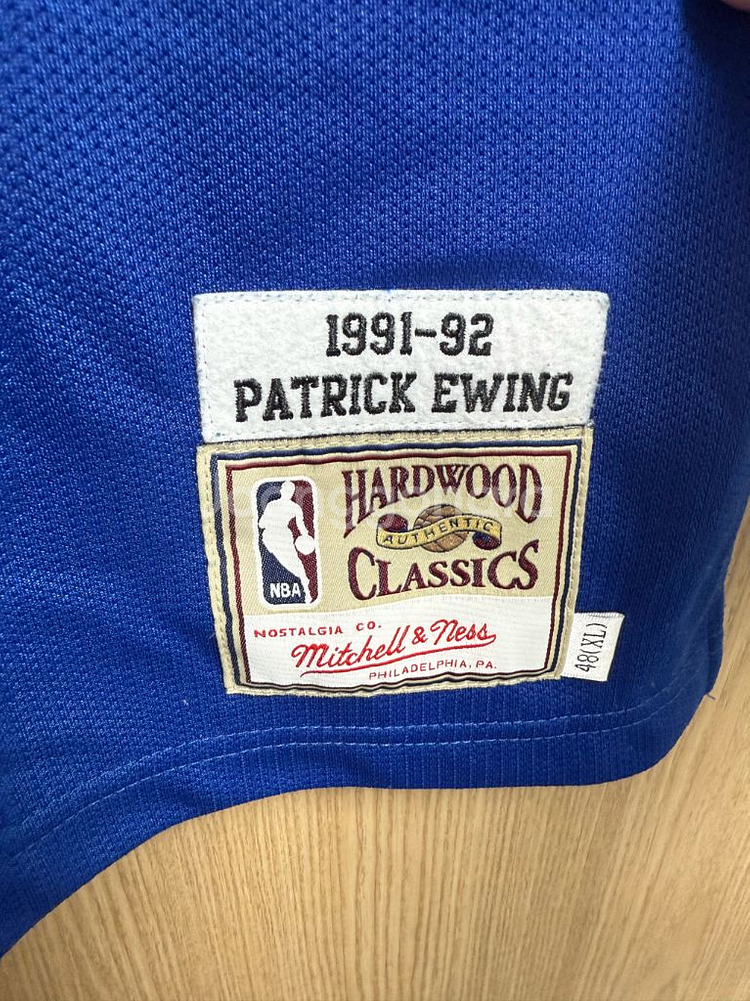 1991-92
PATRICK EWING
HARDWOOD
AUTHENTIC
CLASSICS
NBA
NOSTALGIA CO.
Mitchell & Ness
PHILADELPHIA, PA.
48(XL)